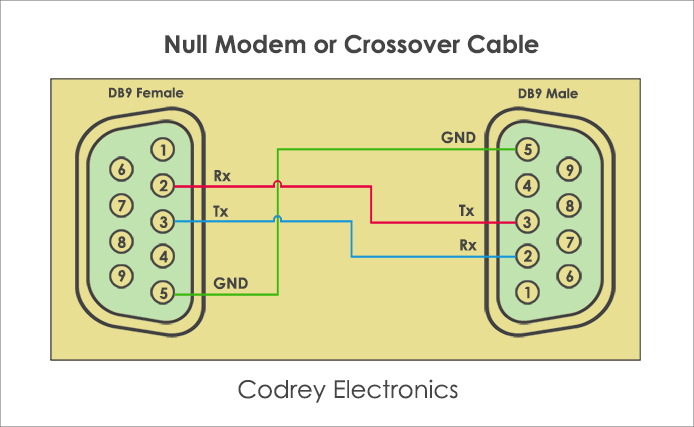 Null Modem or Crossover Cable
DB9 Female
DB9 Male
1
6
2
7
3
8
4
9
5
Rx
Tx
GND
GND
Tx
Rx
5
9
4
8
3
7
2
6
1
Codrey Electronics